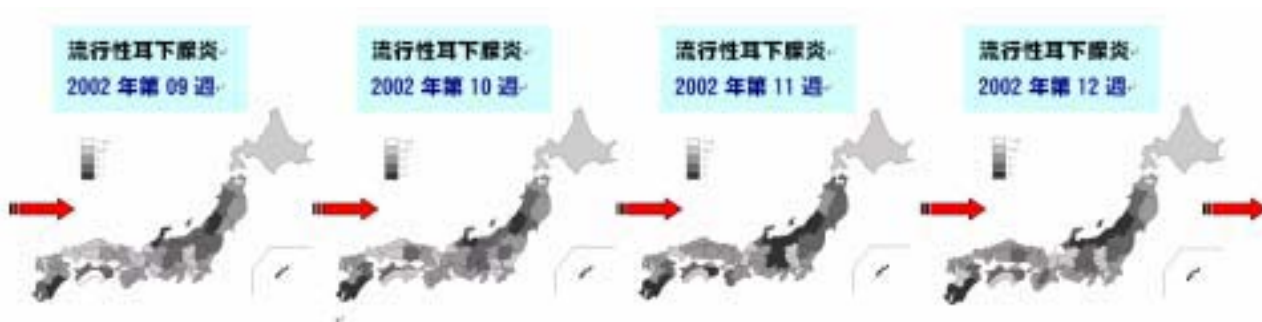 流行性耳下腺炎
2002 年第 09 週
流行性耳下腺炎
2002 年第 10 週
流行性耳下腺炎
2002 年第 11 週
流行性耳下腺炎
2002 年第 12 週